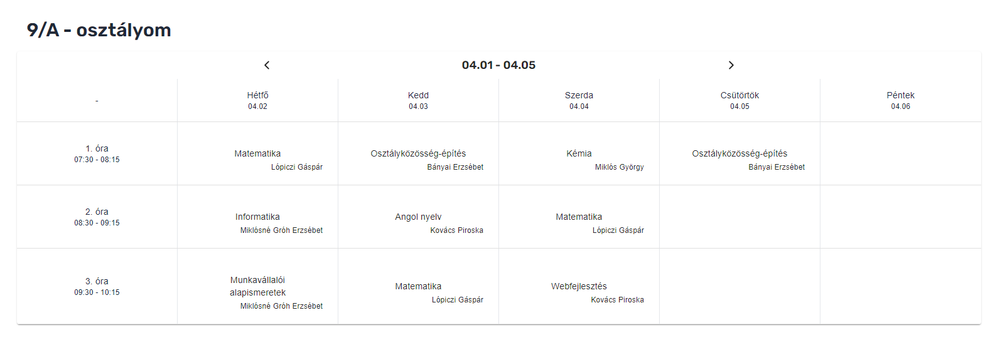 9/A - osztályom
04.01 - 04.05
-
Hétfő
04.02
Kedd
04.03
Szerda
04.04
Csütörtök
04.05
Péntek
04.06
1. óra
07:30 - 08:15
Matematika
Lópiczi Gáspár
Osztályközösség-építés
Bányai Erzsébet
Kémia
Miklós György
Osztályközösség-építés
Bányai Erzsébet
2. óra
08:30 - 09:15
Informatika
Miklósné Gróh Erzsébet
Angol nyelv
Kovács Piroska
Matematika
Lópiczi Gáspár
3. óra
09:30 - 10:15
Munkavállalói
alapismeretek
Miklósné Gróh Erzsébet
Matematika
Lópiczi Gáspár
Webfejlesztés
Kovács Piroska